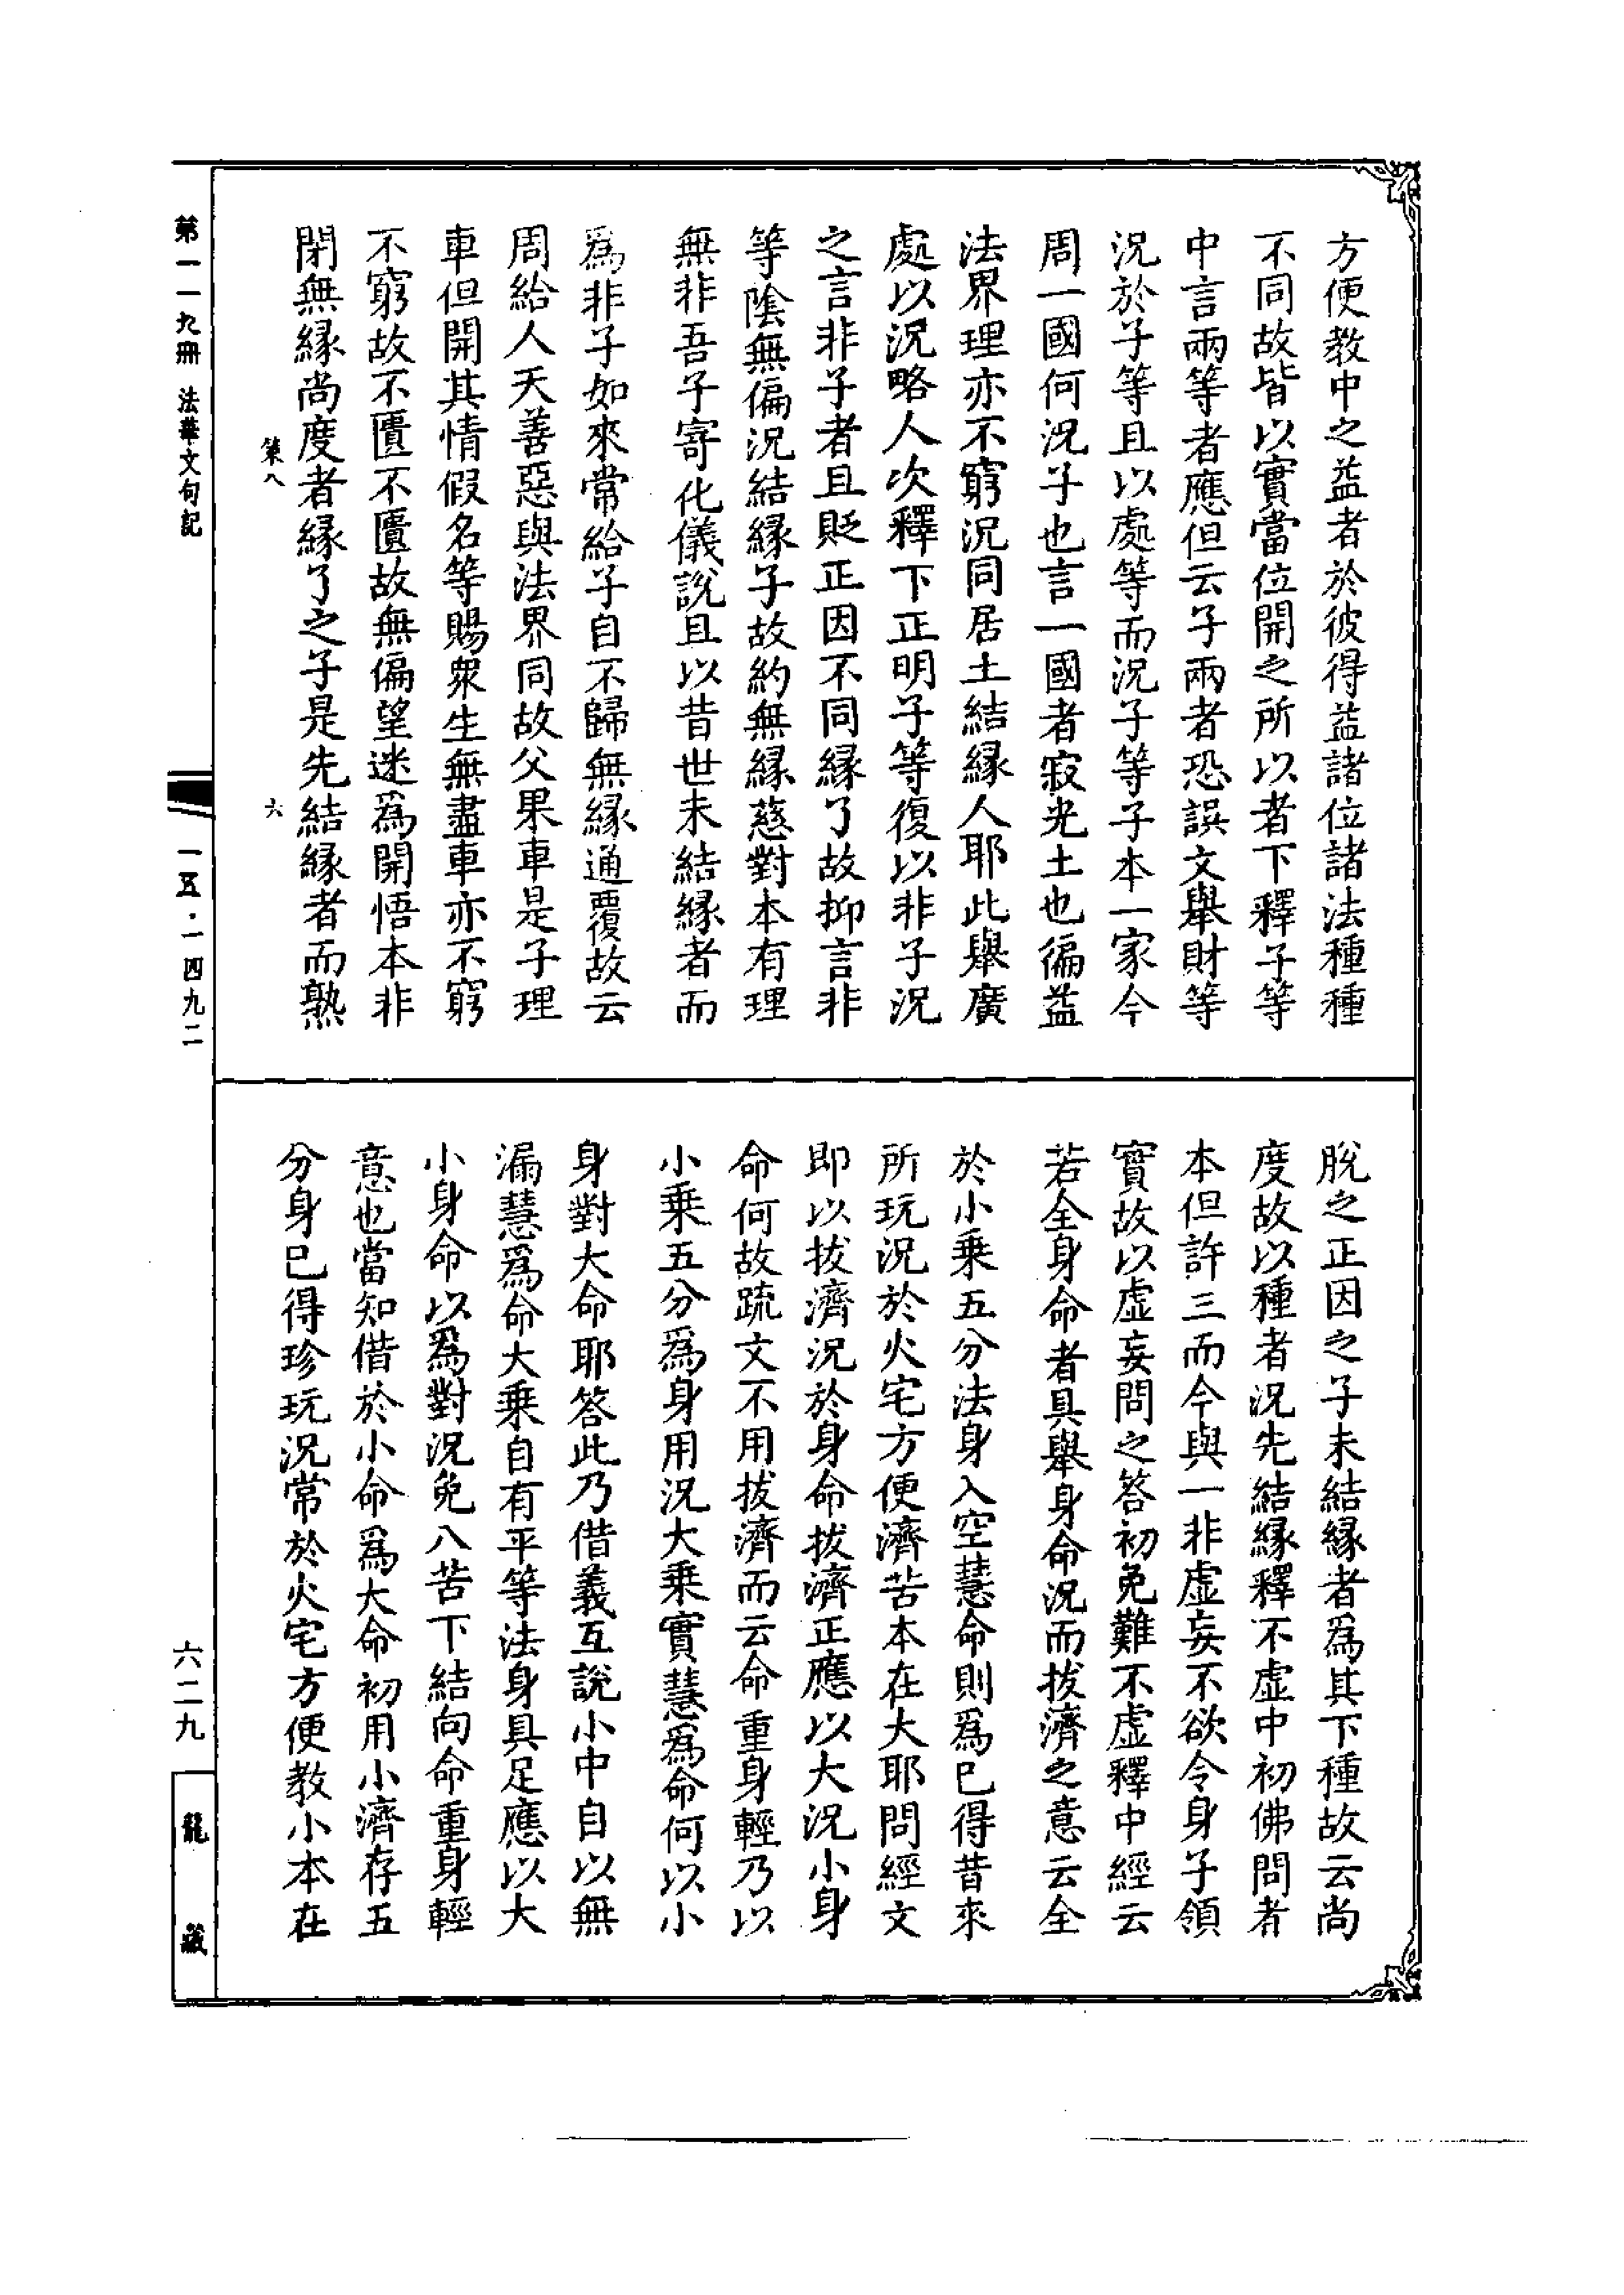 方便教中之益者於彼得益諸位諸法種種
不同故皆以實當位開之所以者下釋子等
中言兩等者應但云子兩者恐誤文舉財等
況於子等且以處等而況子等子本一家今
周一國何況子也言一國者寂光土也徧益
法界理亦不窮況同居土結緣人耶此舉廣
處以況略人次釋下正明子等復以非子況
之言非子者且貶正因不同緣了故抑言非
等陰無偏況結緣子故約無緣慈對本有理
無非吾子寄化儀說且以昔世未結緣者而
爲非子如來常給子自不歸無緣通覆故云
周給人天善惡與法界同故父果車是子理
車但開其情假名等賜衆生無盡車亦不窮
不窮故不匱不匱故無偏望迷爲開悟本非
閉無緣尚度者緣了之子是先結緣者而熟
脫之正因之子未結緣者爲其下種故云尚
度故以種者況先結緣釋不虛中初佛問者
本但許三而今與一非虛妄不欲令身子領
實故以虛妄問之答初免難不虛釋中經云
若全身命者具舉身命況而拔濟之意云全
於小乘五分法身入空慧命則爲已得昔來
所玩況於火宅方便濟苦本在大耶問經文
即以拔濟況於身命拔濟正應以大況小身
命何故疏文不用拔濟而云命重身輕乃以
小乘五分爲身用況大乘實慧爲命何以小
身對大命耶答此乃借義互說小中自以無
漏慧爲命大乘自有平等法身具足應以大
小身命以爲對況免八苦下結向命重身輕
意也當知借於小命爲大命初用小濟存五
分身已得珍玩況常於火宅方便教小本在
第一一九冊 法華文句記
策八
六
一五·一四九二
六二九
龍藏